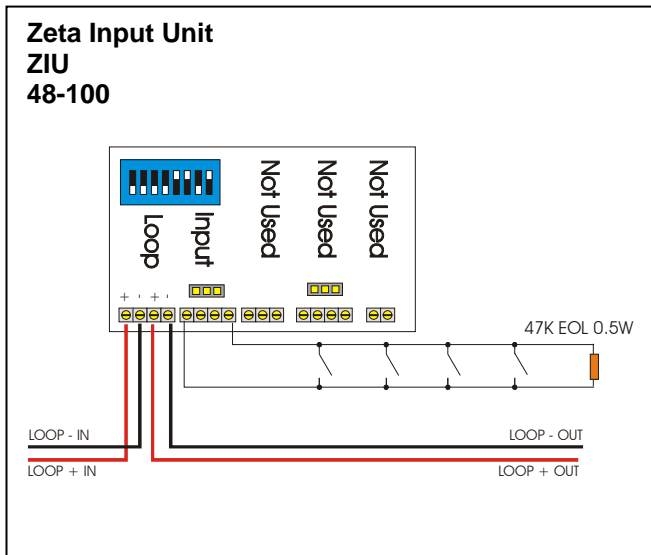 Zeta Input Unit
ZIU
48-100
Loop
Input
Not Used
Not Used
Not Used
+ - + -
47K EOL 0.5W
LOOP - IN
LOOP - OUT
LOOP + IN
LOOP + OUT